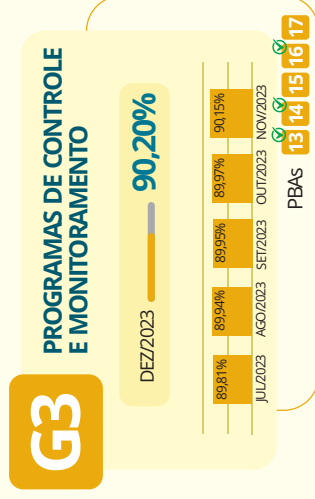 G3
PROGRAMAS DE CONTROLE
E MONITORAMENTO
DEZ/2023 90,20%
89,81% 89,94% 89,95% 89,97% 90,15%
JUL/2023 AGO/2023 SET/2023 OUT/2023 NOV/2023
PBAs 13 14 15 16 17